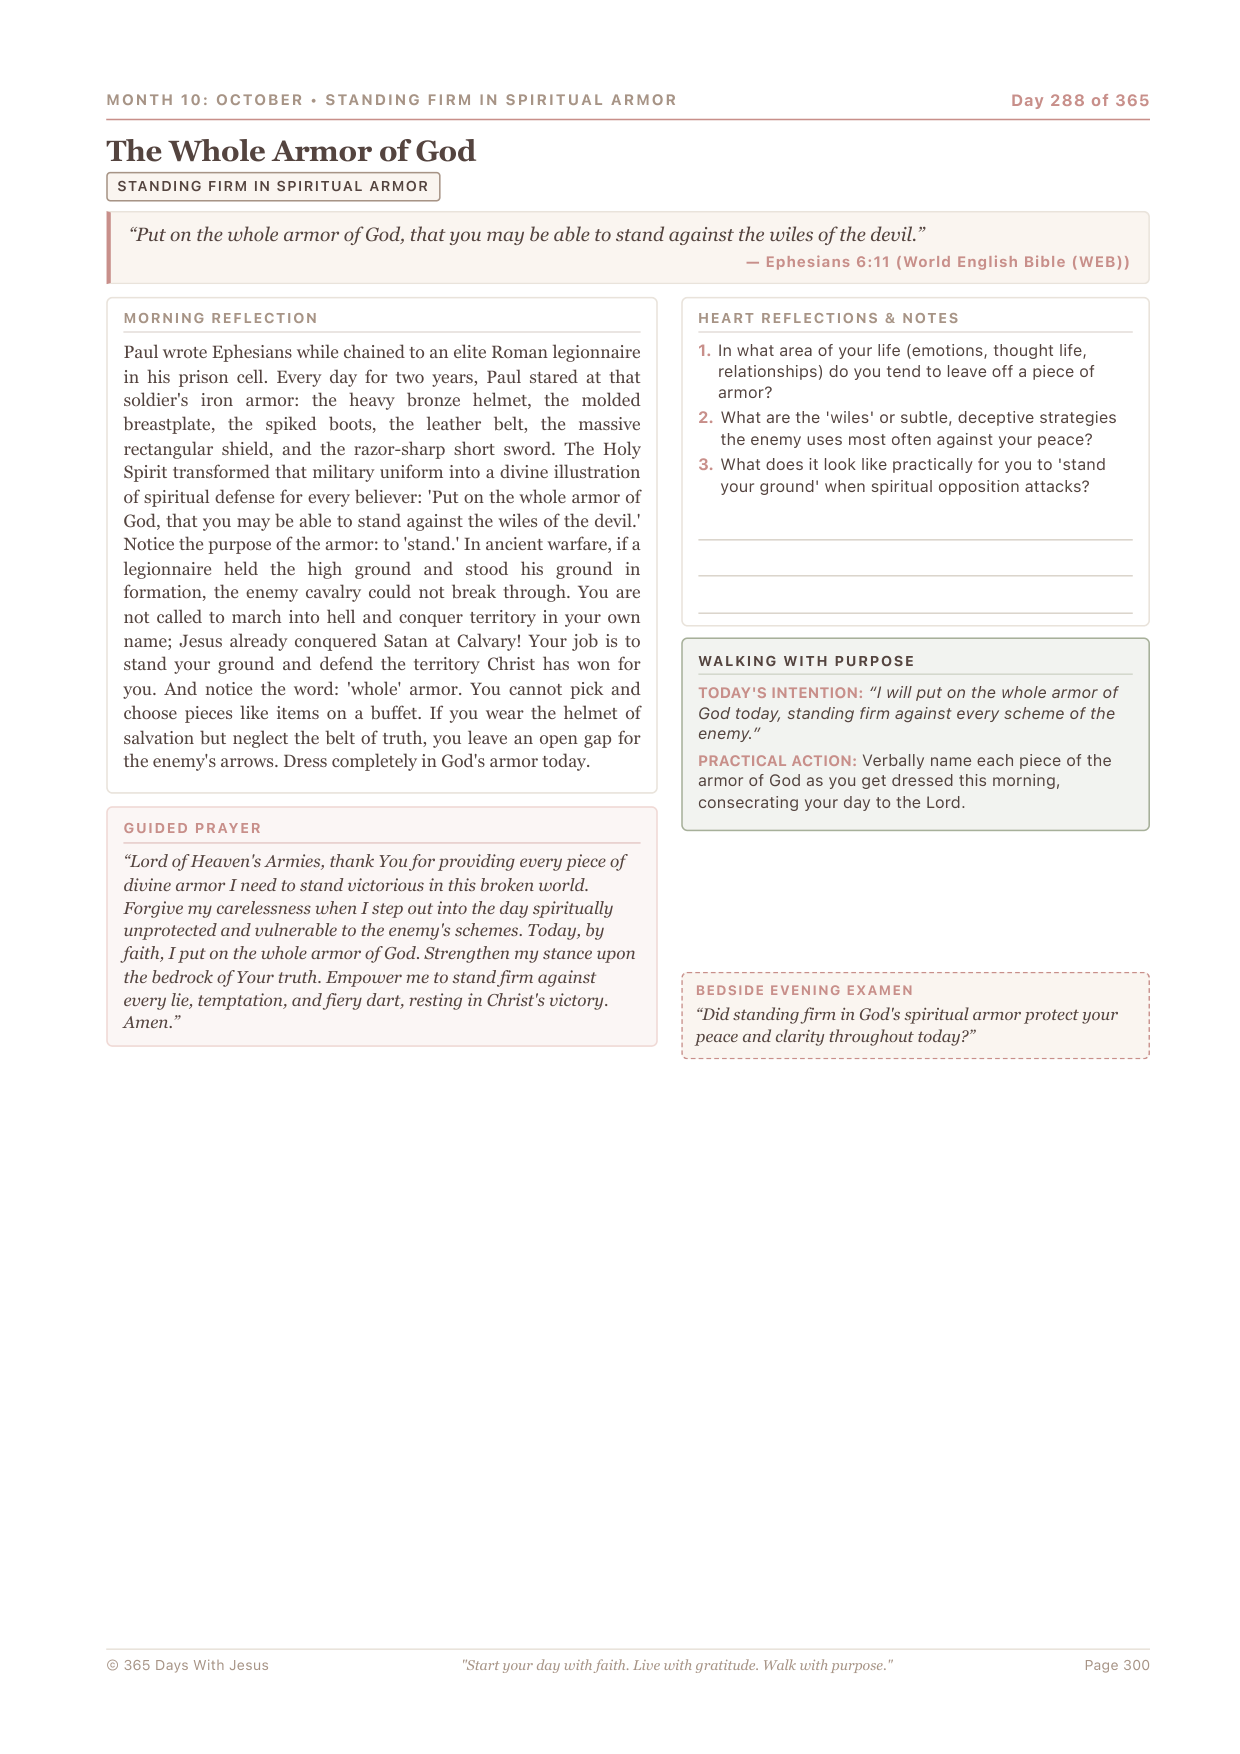 MONTH 10: OCTOBER • STANDING FIRM IN SPIRITUAL ARMOR
Day 288 of 365
The Whole Armor of God
STANDING FIRM IN SPIRITUAL ARMOR
“Put on the whole armor of God, that you may be able to stand against the wiles of the devil.”
— Ephesians 6:11 (World English Bible (WEB))
MORNING REFLECTION
Paul wrote Ephesians while chained to an elite Roman legionnaire
in his prison cell. Every day for two years, Paul stared at that
soldier's iron armor: the heavy bronze helmet, the molded
breastplate, the spiked boots, the leather belt, the massive
rectangular shield, and the razor-sharp short sword. The Holy
Spirit transformed that military uniform into a divine illustration
of spiritual defense for every believer: 'Put on the whole armor of
God, that you may be able to stand against the wiles of the devil.'
Notice the purpose of the armor: to 'stand.' In ancient warfare, if a
legionnaire held the high ground and stood his ground in
formation, the enemy cavalry could not break through. You are
not called to march into hell and conquer territory in your own
name; Jesus already conquered Satan at Calvary! Your job is to
stand your ground and defend the territory Christ has won for
you. And notice the word: 'whole' armor. You cannot pick and
choose pieces like items on a buffet. If you wear the helmet of
salvation but neglect the belt of truth, you leave an open gap for
the enemy's arrows. Dress completely in God's armor today.
GUIDED PRAYER
“Lord of Heaven's Armies, thank You for providing every piece of
divine armor I need to stand victorious in this broken world.
Forgive my carelessness when I step out into the day spiritually
unprotected and vulnerable to the enemy's schemes. Today, by
faith, I put on the whole armor of God. Strengthen my stance upon
the bedrock of Your truth. Empower me to stand firm against
every lie, temptation, and fiery dart, resting in Christ's victory.
Amen.”
HEART REFLECTIONS & NOTES
1. In what area of your life (emotions, thought life,
relationships) do you tend to leave off a piece of
armor?
2. What are the 'wiles' or subtle, deceptive strategies
the enemy uses most often against your peace?
3. What does it look like practically for you to 'stand
your ground' when spiritual opposition attacks?
WALKING WITH PURPOSE
TODAY'S INTENTION: “I will put on the whole armor of
God today, standing firm against every scheme of the
enemy.”
PRACTICAL ACTION: Verbally name each piece of the
armor of God as you get dressed this morning,
consecrating your day to the Lord.
BEDSIDE EVENING EXAMEN
“Did standing firm in God's spiritual armor protect your
peace and clarity throughout today?”
© 365 Days With Jesus
"Start your day with faith. Live with gratitude. Walk with purpose."
Page 300